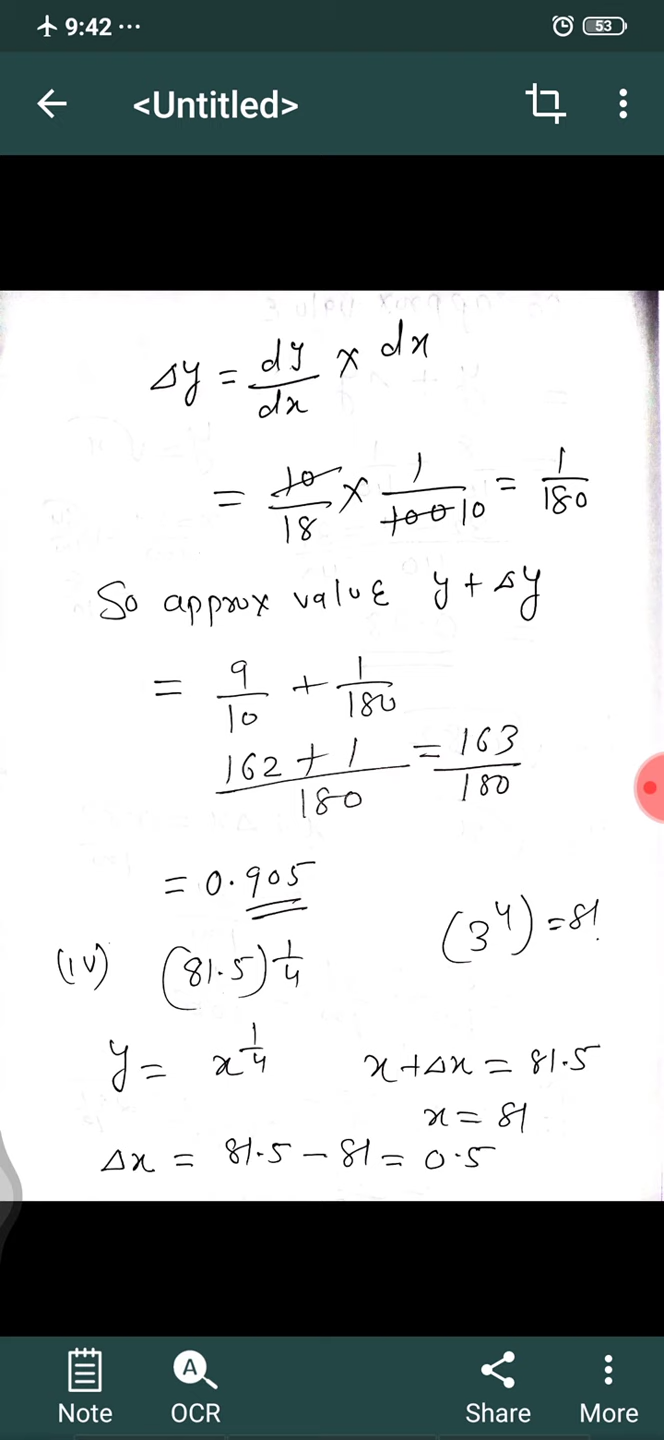 9:42 ...
53
<Untitled>
Δy = dy/dx × dx
= 10/18 × 1/100 10 = 1/180
So approx value y + Δy
= 9/10 + 1/180
162 + 1/180 = 163/180
= 0.905
(iv) (81.5)^1/4 (3^4) = 81
y = x^1/4 x + Δx = 81.5
x = 81
Δx = 81.5 - 81 = 0.5
A
Note OCR Share More